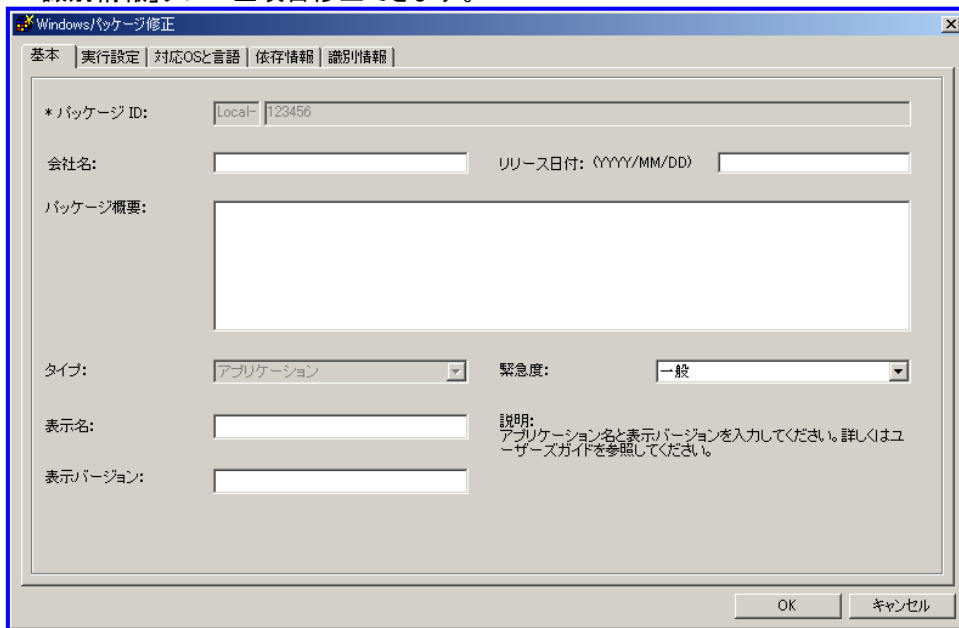 Windowsパッケージ修正
基本 実行設定 対応OSと言語 依存情報 識別情報
* パッケージ ID: Local- 123456
会社名: リリース日付: (YYYY/MM/DD)
パッケージ概要:
タイプ: アプリケーション 緊急度: 一般
表示名: 説明:
アプリケーション名と表示バージョンを入力してください。詳しくはユ
ーザーズガイドを参照してください。
表示バージョン:
OK キャンセル